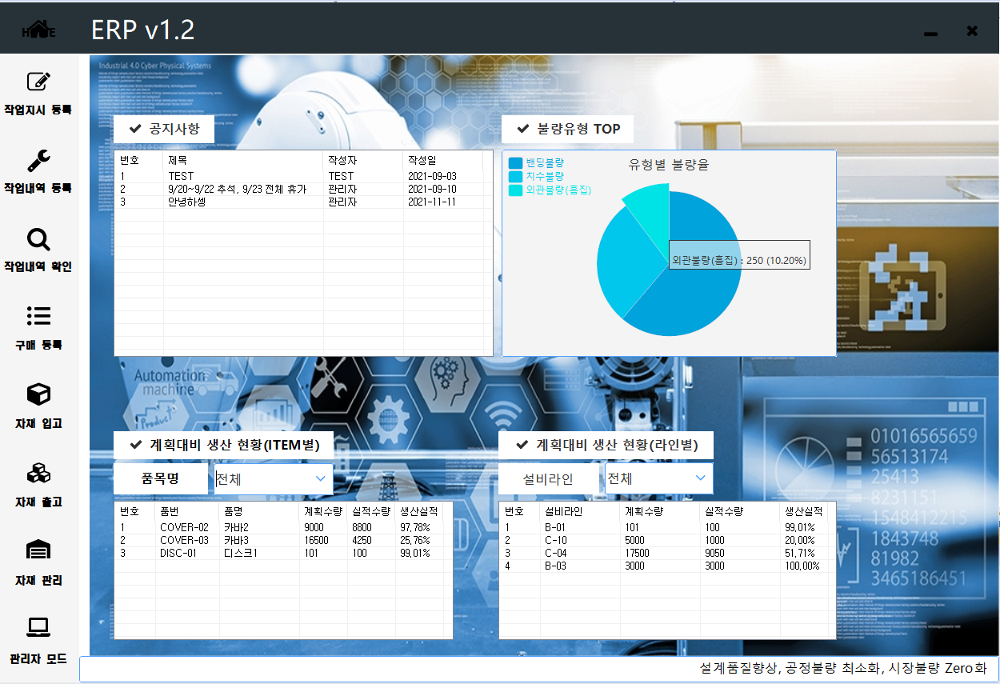 HOME
ERP v1.2
작업지시 등록
작업내역 등록
작업내역 확인
구매 등록
자재 입고
자재 출고
자재 관리
관리자 모드
Industrial 4.0 Cyber Physical Systems
공지사항
번호 제목 작성자 작성일
1 TEST TEST 2021-09-03
2 9/20~9/22 추석, 9/23 전체 휴가 관리자 2021-09-10
3 안녕하셍 관리자 2021-11-11
불량유형 TOP
유형별 불량율
밴딩불량
치수불량
외관불량(흠집)
외관불량(흠집) : 250 (10.20%)
Automation
machine
Product
계획대비 생산 현황(ITEM별)
품목명 전체
번호 품번 품명 계획수량 실적수량 생산실적
1 COVER-02 카바2 9000 8800 97.78%
2 COVER-03 카바3 16500 4250 25.76%
3 DISC-01 디스크1 101 100 99.01%
계획대비 생산 현황(라인별)
설비라인 전체
번호 설비라인 계획수량 실적수량 생산실적
1 B-01 101 100 99.01%
2 C-10 5000 1000 20.00%
3 C-04 17500 9050 51.71%
4 B-03 3000 3000 100.00%
01016565659
56513174
25413
8231151
1548412215
1843748
81982
3465186451
설계품질향상, 공정불량 최소화, 시장불량 Zero화